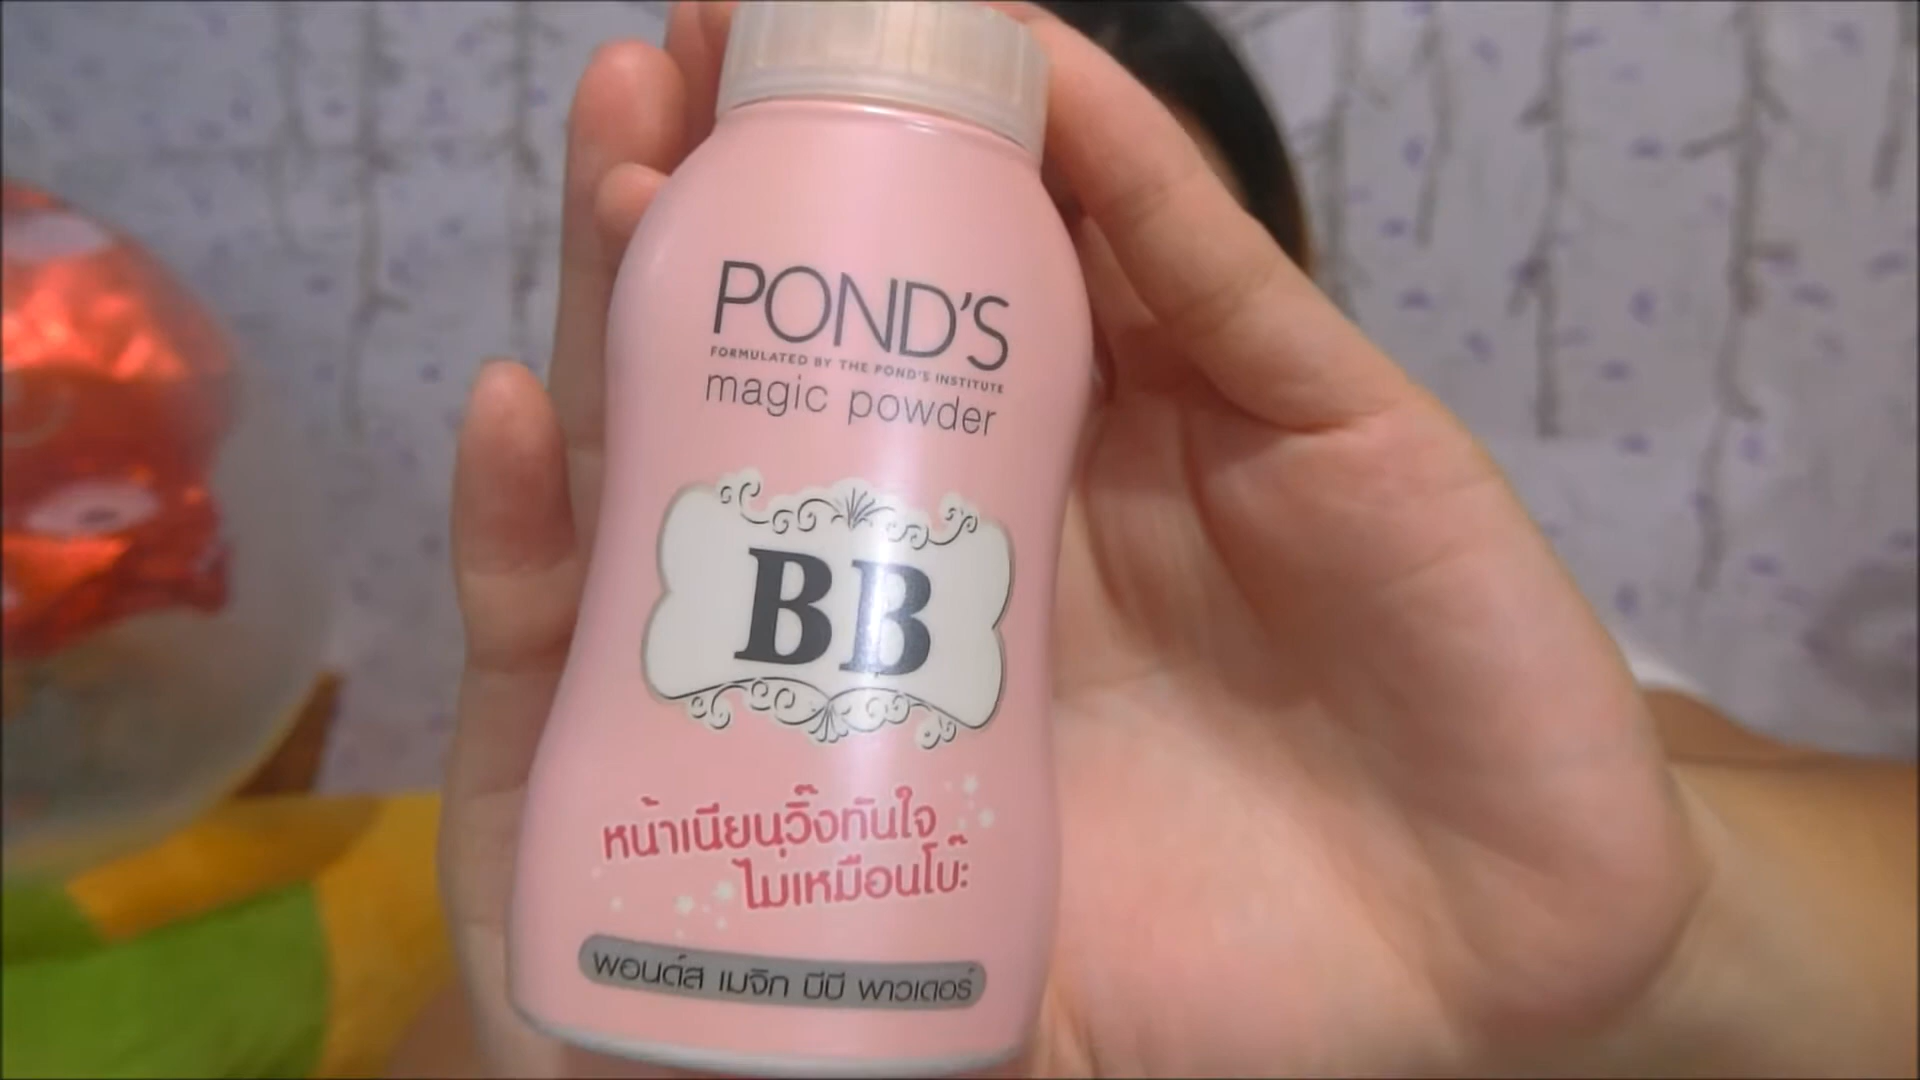 POND'S
FORMULATED BY THE POND'S INSTITUTE
magic powder
BB
หน้าเนียนวิ๊งทันใจ
ไม่เหมือนโบ๊ะ
พอนด์ส เมจิก บีบี พาวเดอร์